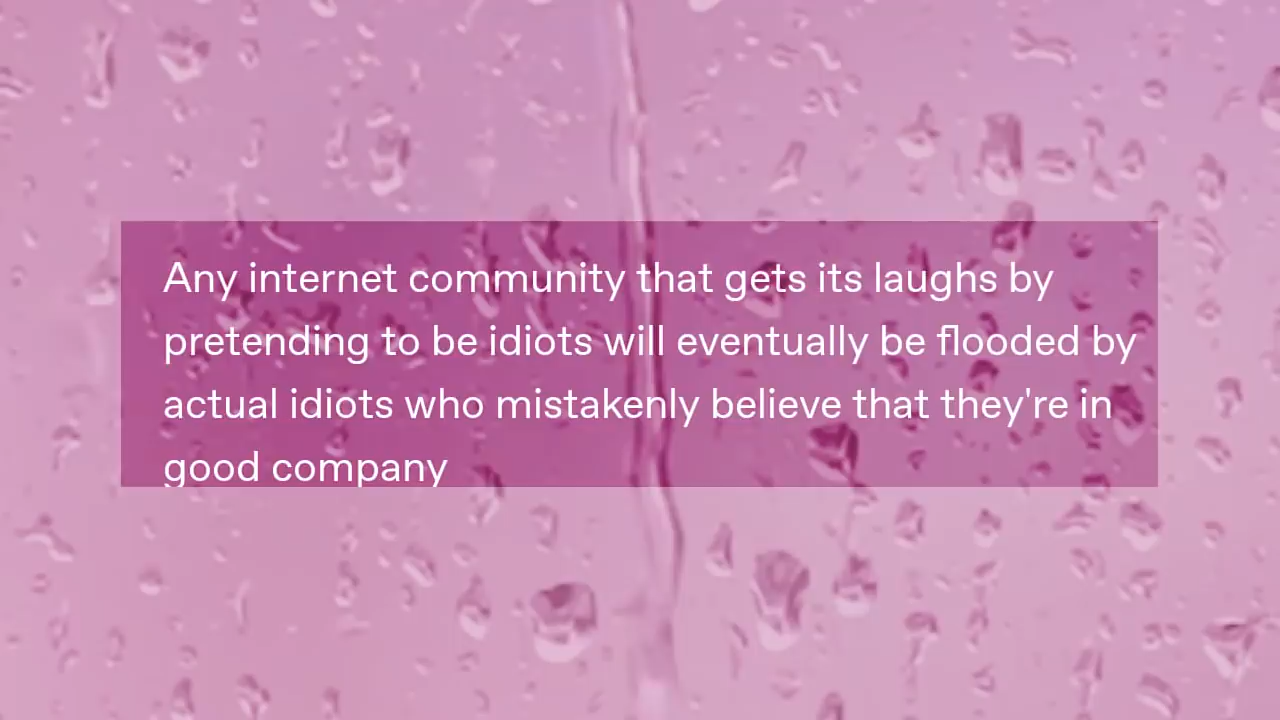 Any internet community that gets its laughs by
pretending to be idiots will eventually be flooded by
actual idiots who mistakenly believe that they're in
good company